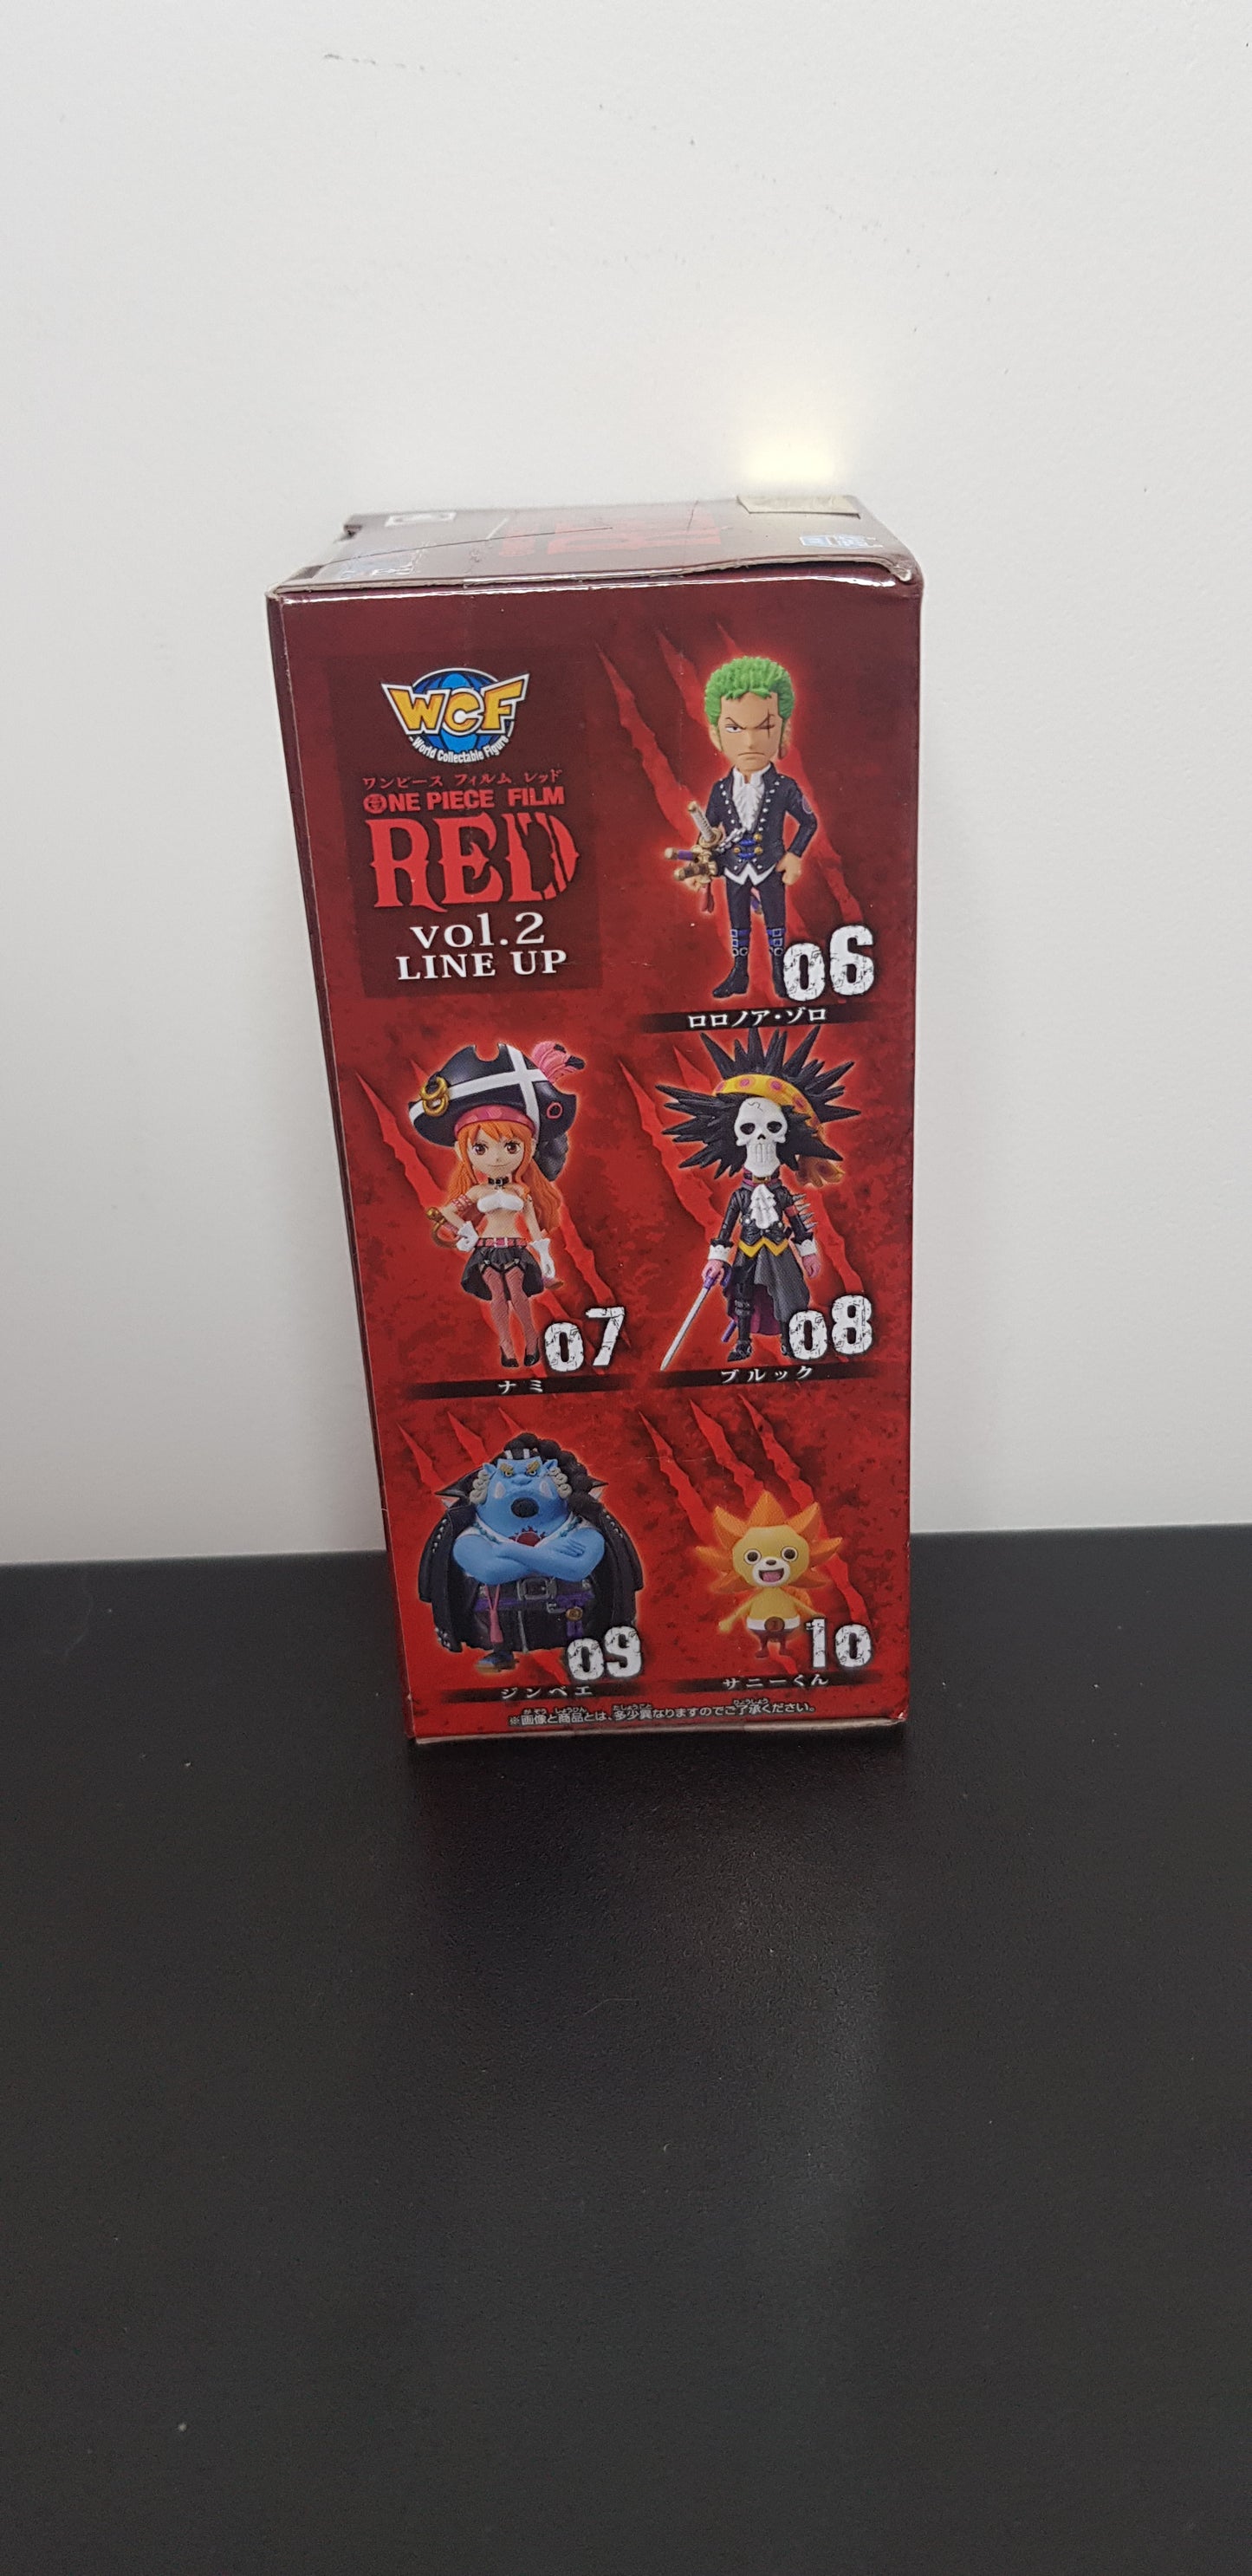 WCF
World Collectable Figure
ワンピース フィルム レッド
ONE PIECE FILM
RED
vol.2
LINE UP
06
ロロノア・ゾロ
07
ナミ
08
ブルック
09
ジンベエ
10
サニーくん
※画像と商品とは、多少異なりますのでご了承ください。